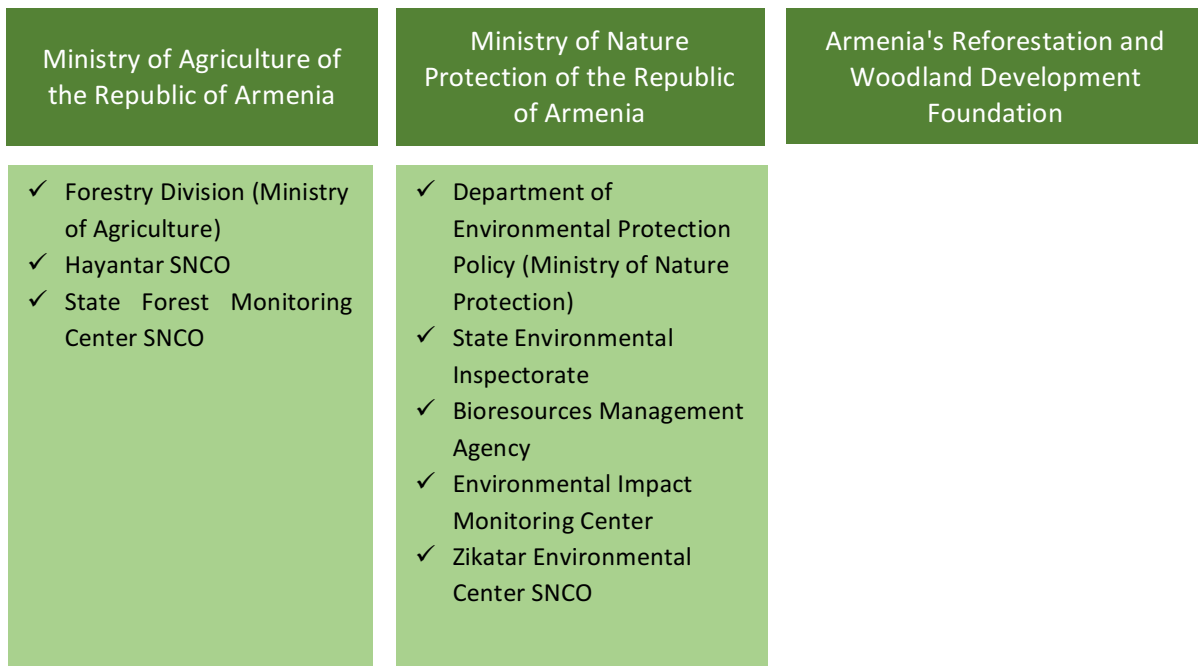 Ministry of Agriculture of
the Republic of Armenia
Ministry of Nature
Protection of the Republic
of Armenia
Armenia's Reforestation and
Woodland Development
Foundation
✓ Forestry Division (Ministry
of Agriculture)
✓ Hayantar SNCO
✓ State Forest Monitoring
Center SNCO
✓ Department of
Environmental Protection
Policy (Ministry of Nature
Protection)
✓ State Environmental
Inspectorate
✓ Bioresources Management
Agency
✓ Environmental Impact
Monitoring Center
✓ Zikatar Environmental
Center SNCO